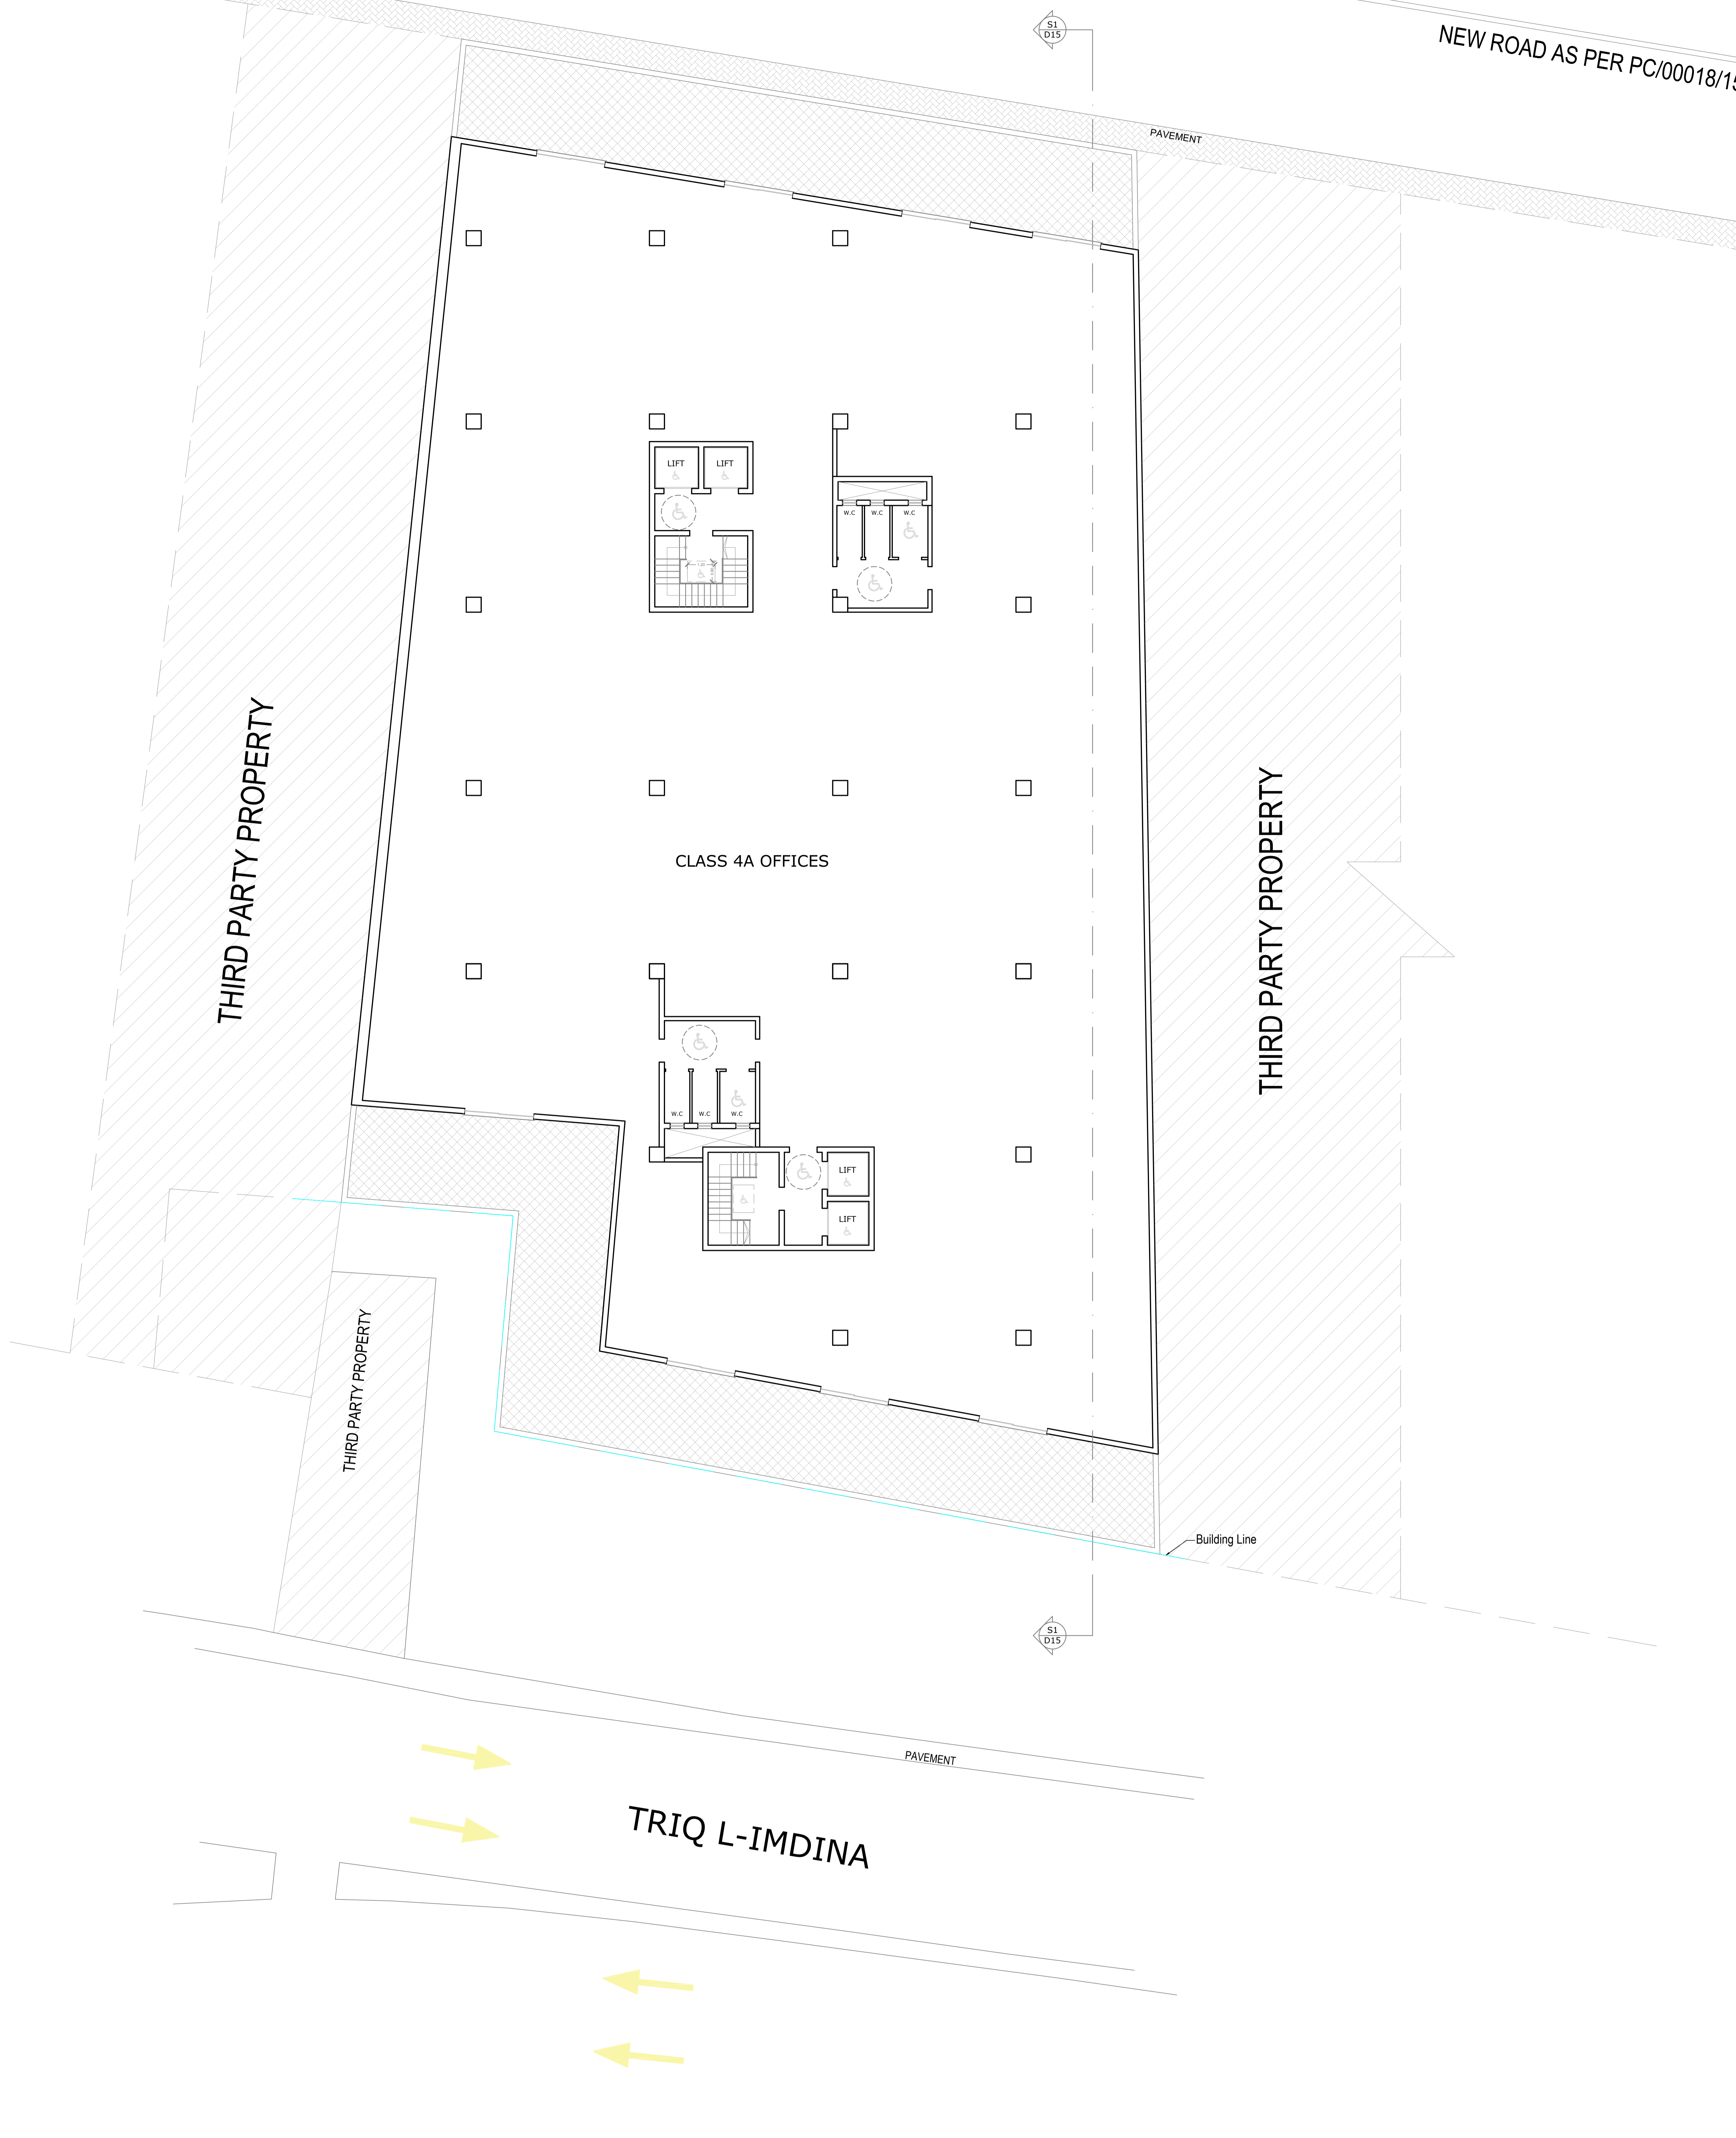 S1
D15
NEW ROAD AS PER PC/00018/15
PAVEMENT
LIFT
LIFT
W.C
W.C
W.C
THIRD PARTY PROPERTY
THIRD PARTY PROPERTY
CLASS 4A OFFICES
W.C
W.C
W.C
LIFT
LIFT
THIRD PARTY PROPERTY
Building Line
S1
D15
PAVEMENT
TRIQ L-IMDINA